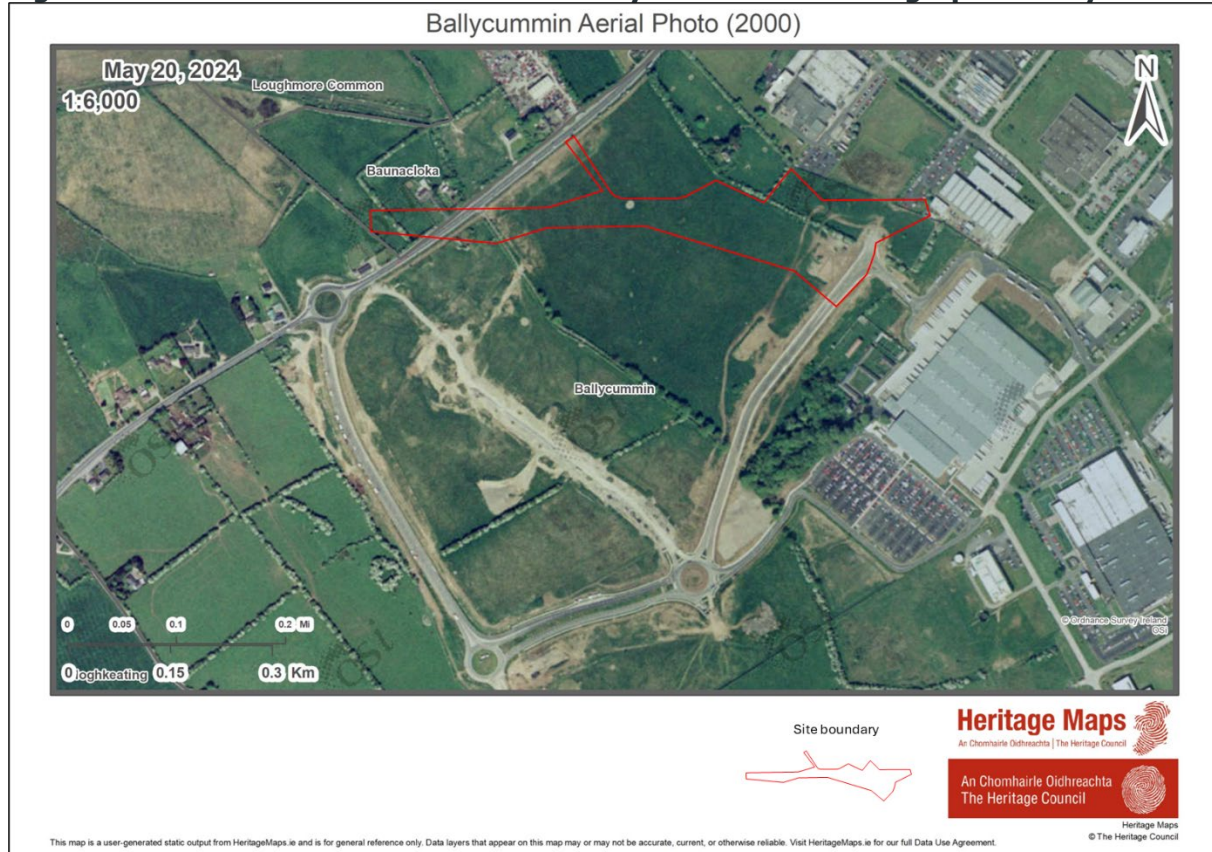 Ballycummin Aerial Photo (2000)
May 20, 2024
1:6,000
N
Loughmore Common
Baunacloka
Ballycummin
OSi
0 0.05 0.1 0.2 Mi
0 0.15 0.3 Km
loghkeating
© Ordnance Survey Ireland
OSi
Site boundary
Heritage Maps
An Chomhairle Oidhreachta | The Heritage Council
An Chomhairle Oidhreachta
The Heritage Council
Heritage Maps
© The Heritage Council
This map is a user-generated static output from HeritageMaps.ie and is for general reference only. Data layers that appear on this map may or may not be accurate, current, or otherwise reliable. Visit HeritageMaps.ie for our full Data Use Agreement.